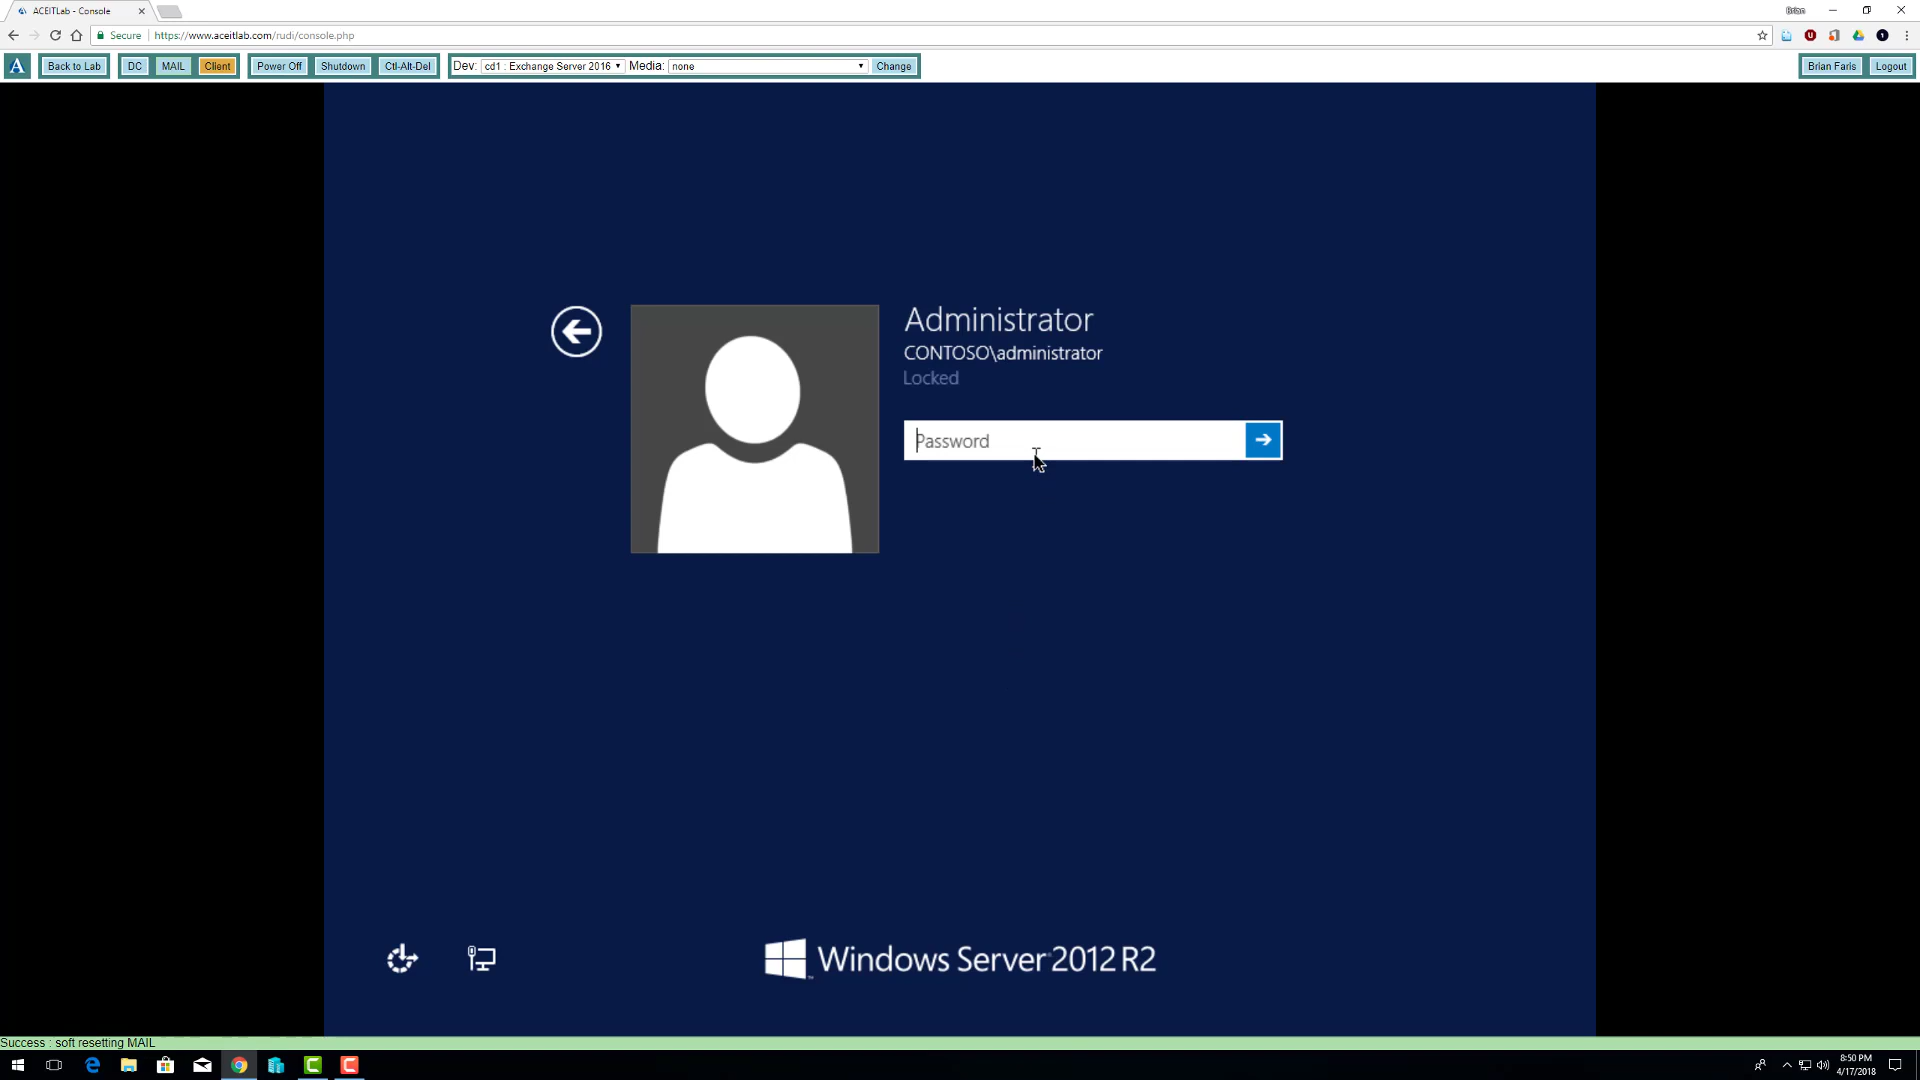 ACEITLab - Console
Brian
Secure https://www.aceitlab.com/rudi/console.php
Back to Lab DC MAIL Client Power Off Shutdown Ctl-Alt-Del Dev: cd1 : Exchange Server 2016 Media: none Change Brian Faris Logout
Administrator
CONTOSO\administrator
Locked
Password
Windows Server 2012 R2
Success : soft resetting MAIL
8:50 PM
4/17/2018